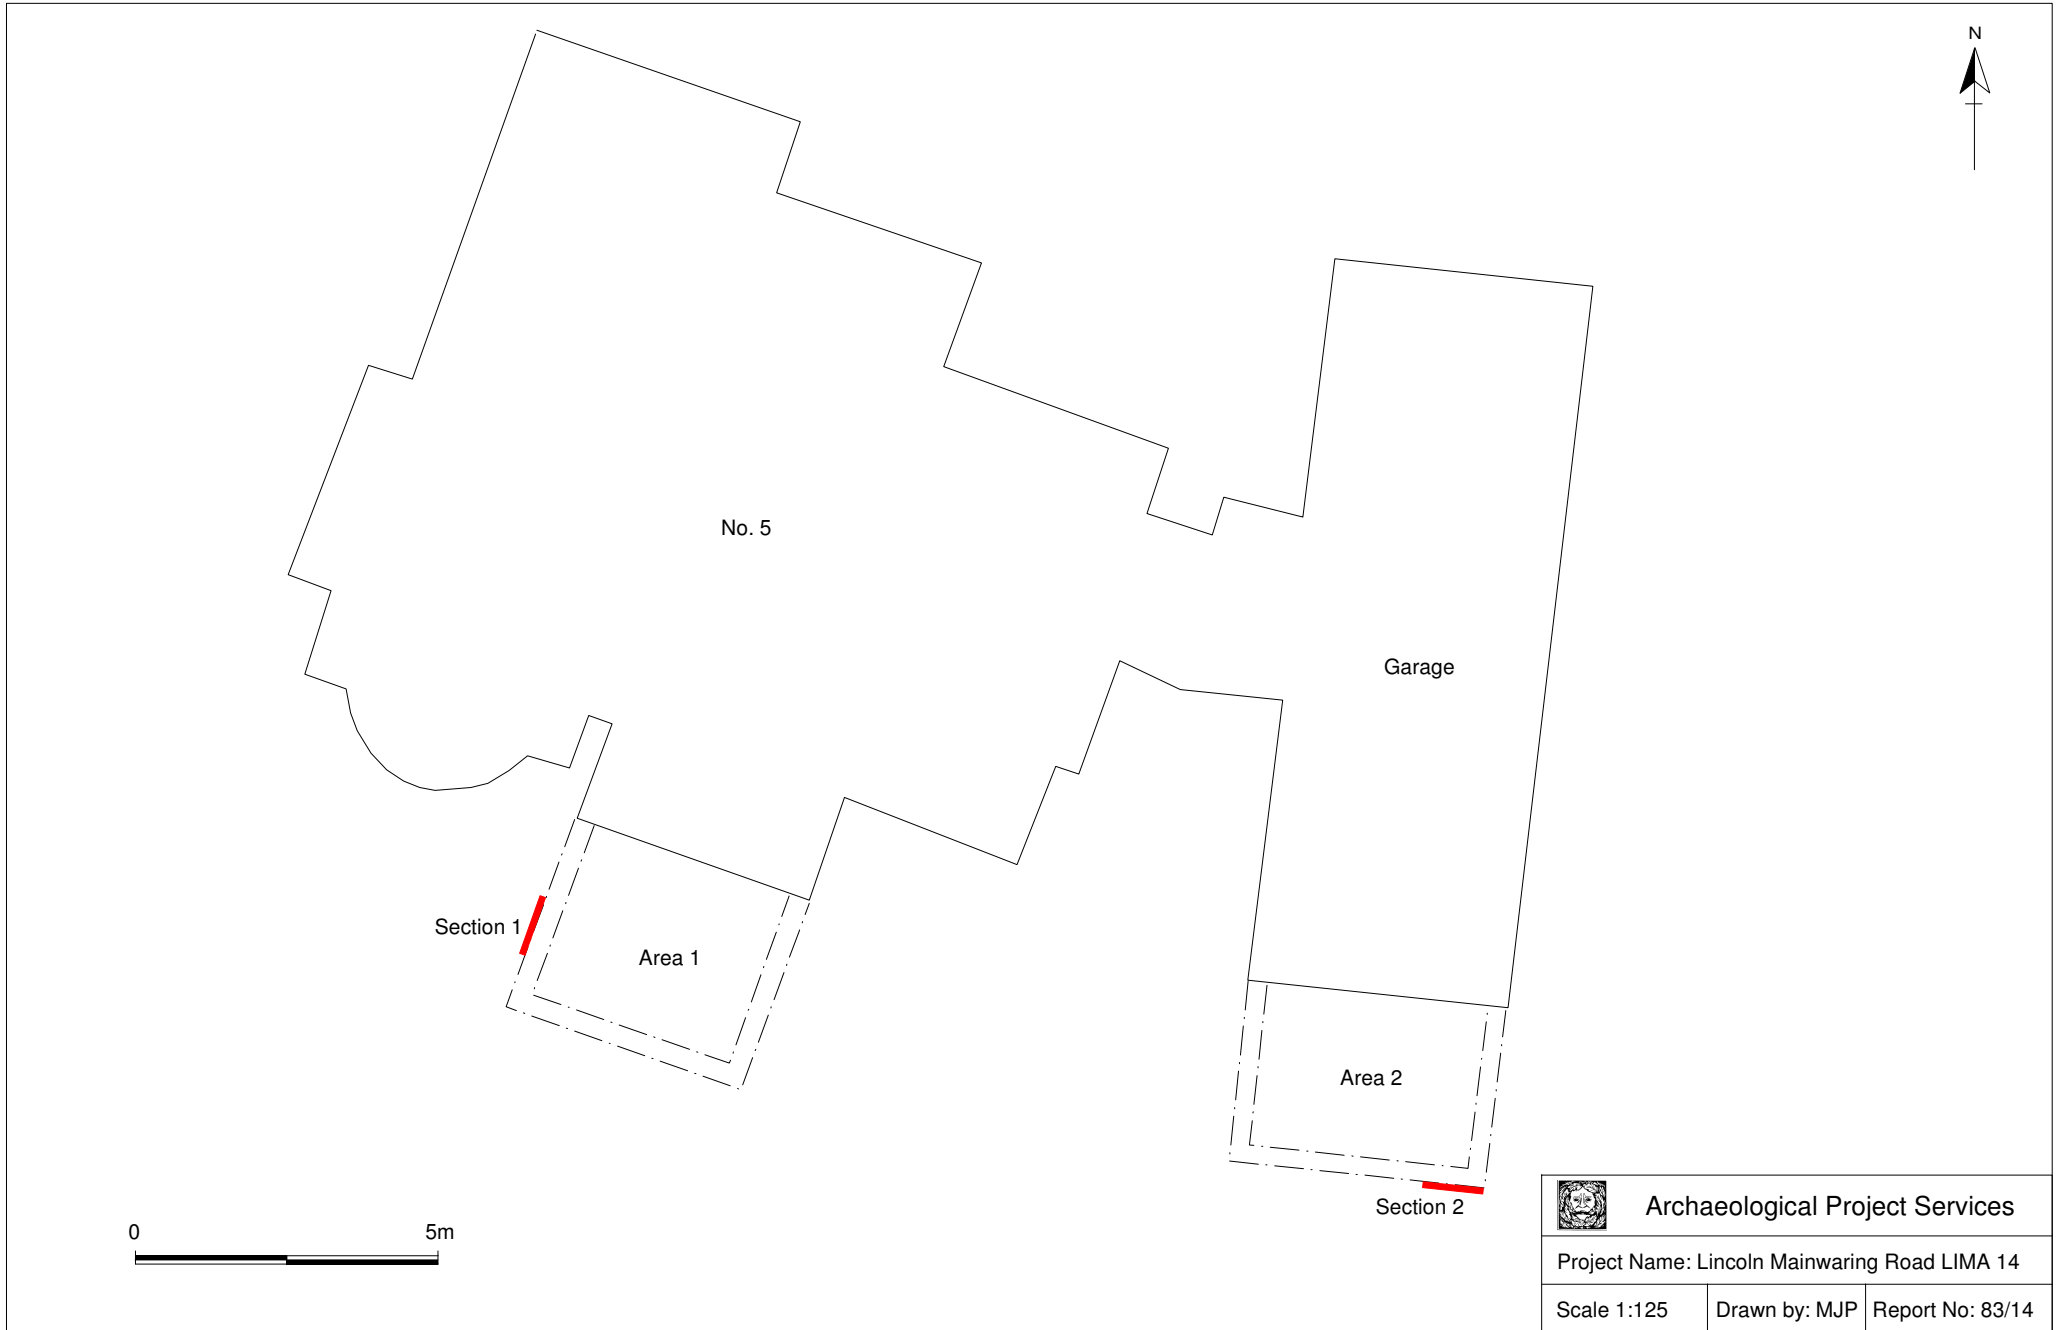 N
No. 5
Garage
Section 1
Area 1
Area 2
Section 2
0 5m
Archaeological Project Services
Project Name: Lincoln Mainwaring Road LIMA 14
Scale 1:125 Drawn by: MJP Report No: 83/14